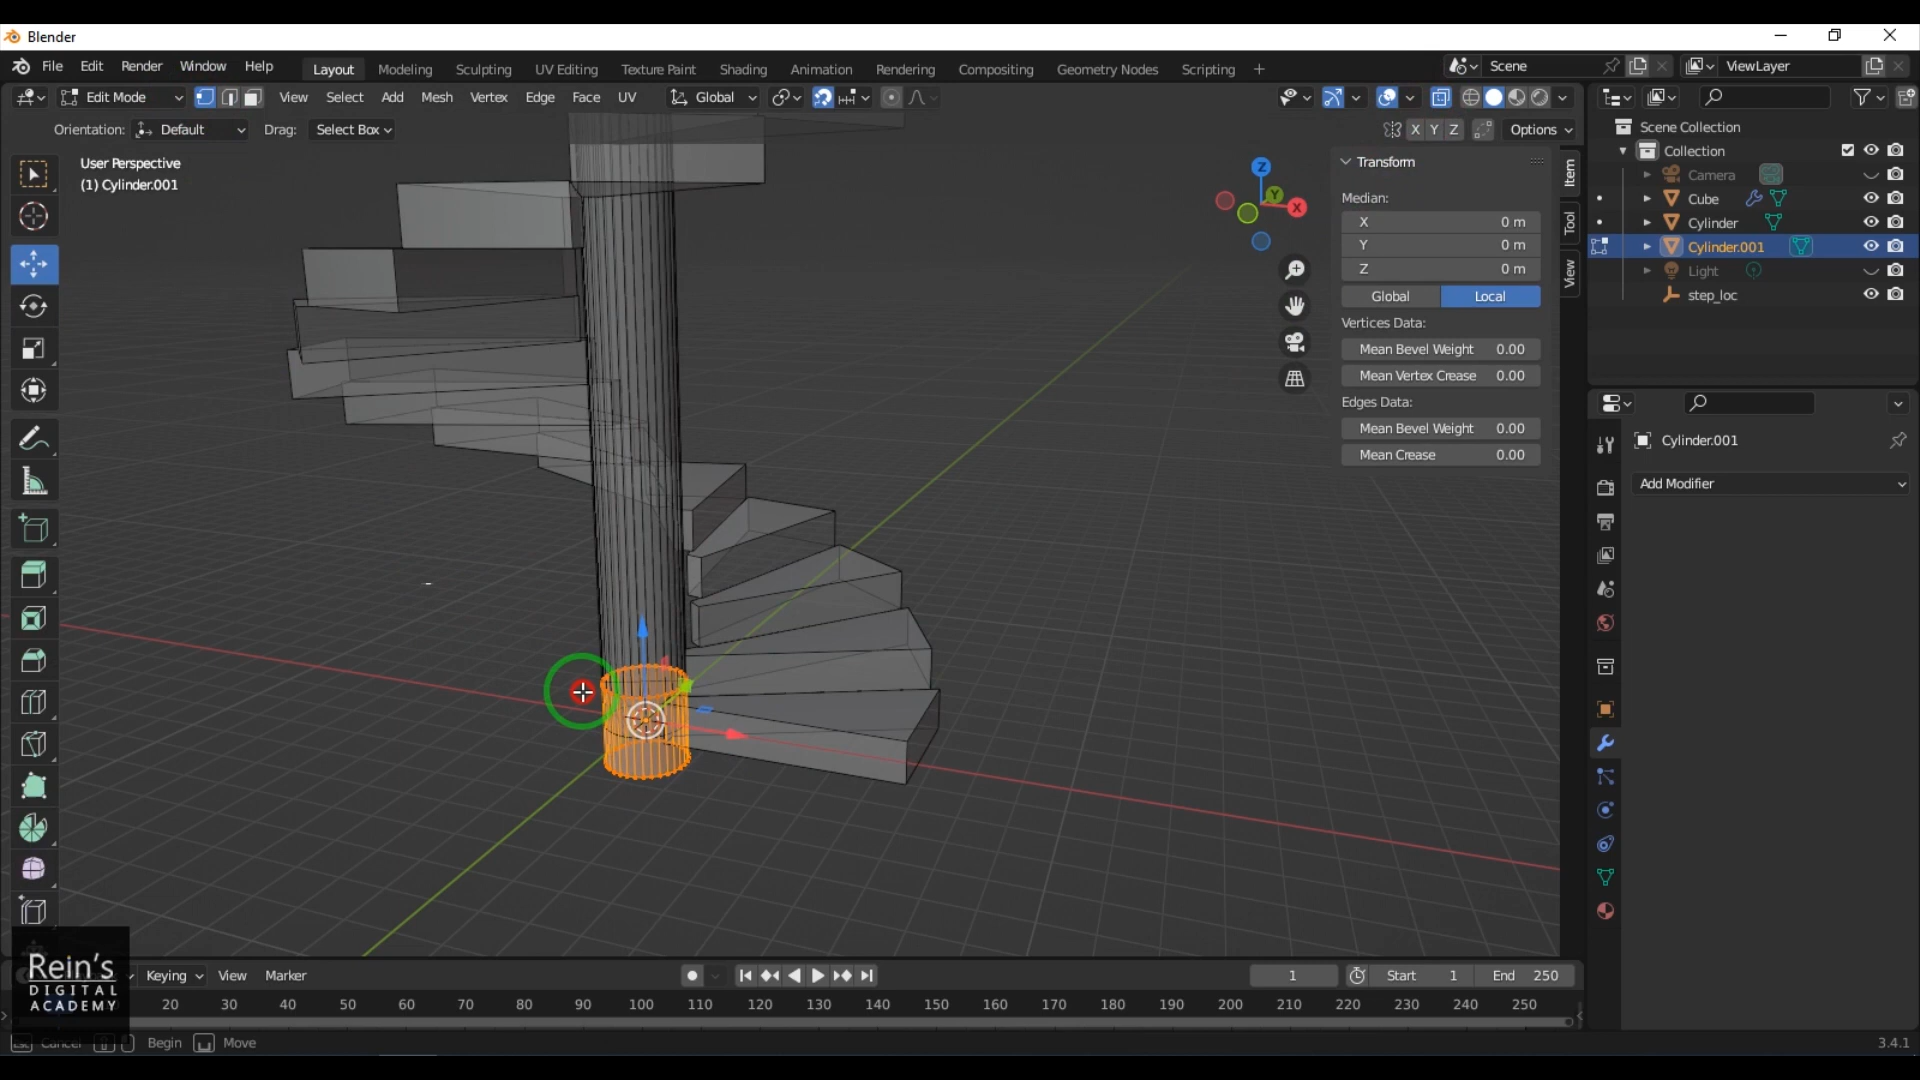 Blender
File Edit Render Window Help Layout Modeling Sculpting UV Editing Texture Paint Shading Animation Rendering Compositing Geometry Nodes Scripting + Scene ViewLayer
Edit Mode View Select Add Mesh Vertex Edge Face UV Global
Orientation: Default Drag: Select Box X Y Z Options
User Perspective
(1) Cylinder.001
Z
Y
X
Transform
Median:
X 0 m
Y 0 m
Z 0 m
Global Local
Vertices Data:
Mean Bevel Weight 0.00
Mean Vertex Crease 0.00
Edges Data:
Mean Bevel Weight 0.00
Mean Crease 0.00
Item
Tool
View
Scene Collection
Collection
Camera
Cube
Cylinder
Cylinder.001
Light
step_loc
Cylinder.001
Add Modifier
Rein's
DIGITAL
ACADEMY
Keying View Marker 1 Start 1 End 250
20 30 40 50 60 70 80 90 100 110 120 130 140 150 160 170 180 190 200 210 220 230 240 250
Esc Cancel Begin Move 3.4.1